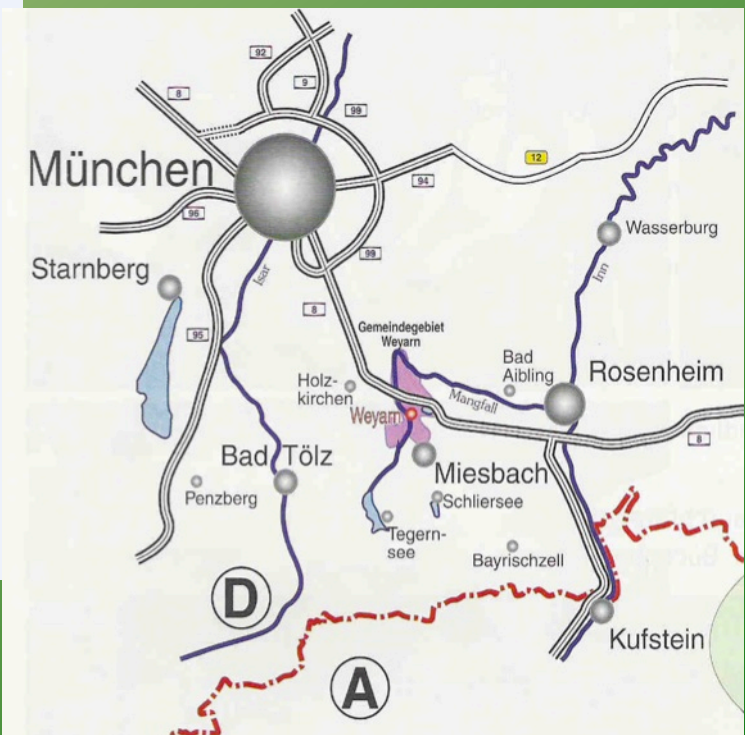 92
8
9
99
München
12
94
96
Wasserburg
Starnberg
99
Isar
Inn
8
95
Gemeindegebiet
Weyarn
Bad
Aibling
Rosenheim
Holz-
kirchen
Mangfall
Weyarn
8
Bad Tölz
Miesbach
Penzberg
Schliersee
Tegern-
see
Bayrischzell
D
Kufstein
A